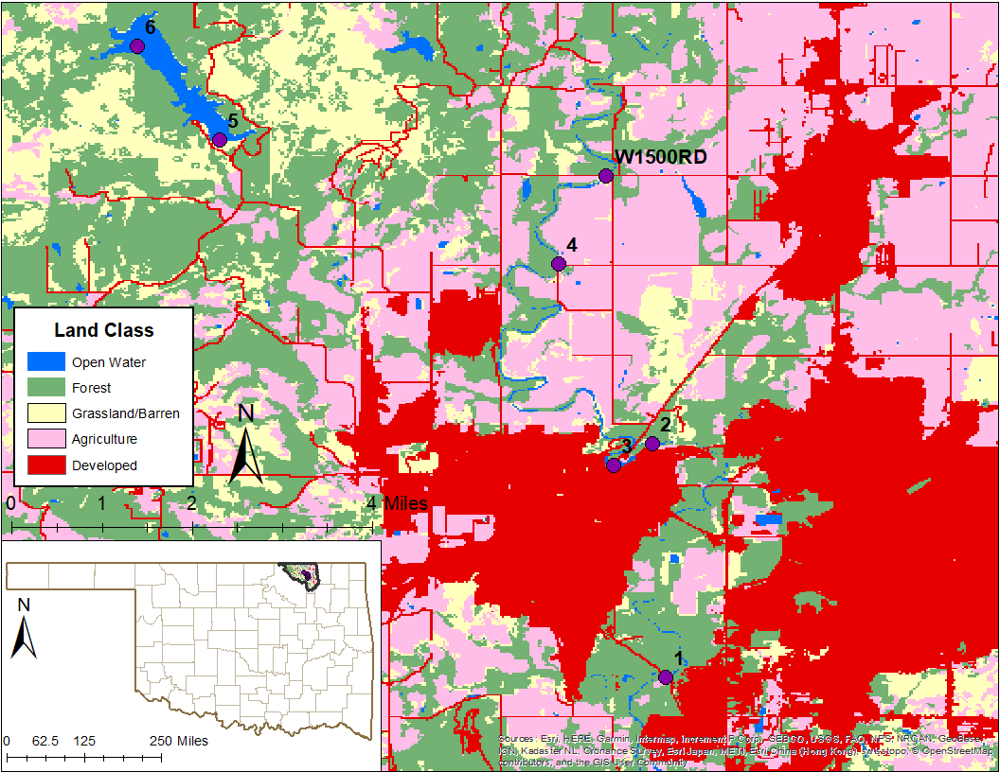 6
5
W1500RD
4
Land Class
Open Water
Forest
Grassland/Barren
Agriculture
Developed
N
2
3
0 1 2 4 Miles
N
1
0 62.5 125 250 Miles
Sources: Esri, HERE, Garmin, Intermap, Increment P Corp., GEBCO, USGS, FAO, NPS, NRCAN, GeoBase,
IGN, Kadaster NL, Ordnance Survey, Esri Japan, METI, Esri China (Hong Kong), swisstopo, © OpenStreetMap
contributors, and the GIS User Community